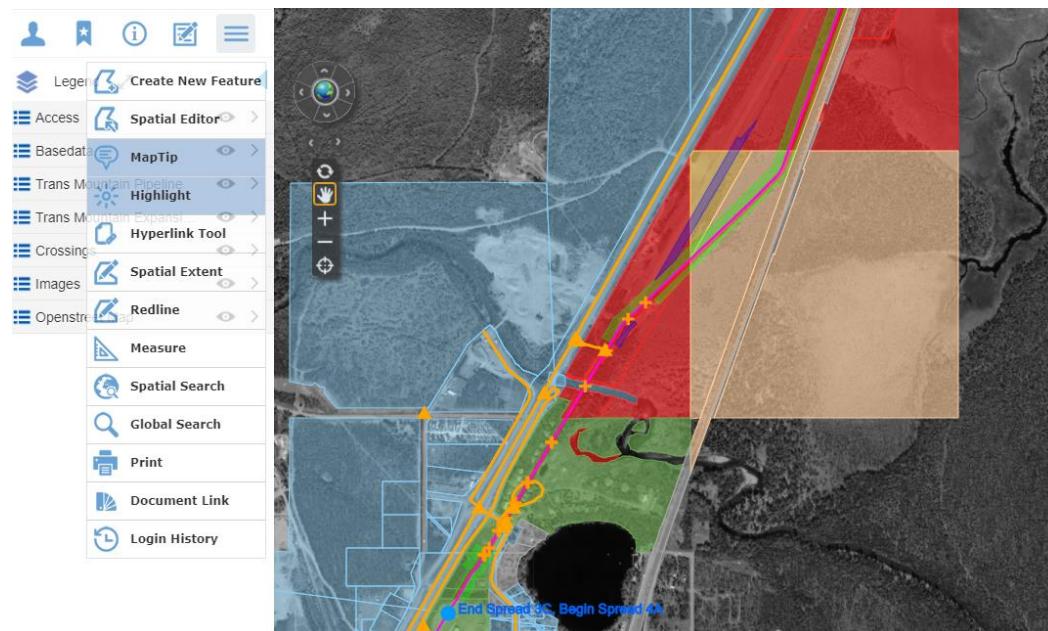 Legen
Access
Basedata
Trans Mountain Pipeline
Trans Mountain Expansi
Crossings
Images
Openstreetmap
Create New Feature
Spatial Editor
MapTip
Highlight
Hyperlink Tool
Spatial Extent
Redline
Measure
Spatial Search
Global Search
Print
Document Link
Login History
End Spread 3C, Begin Spread 4A